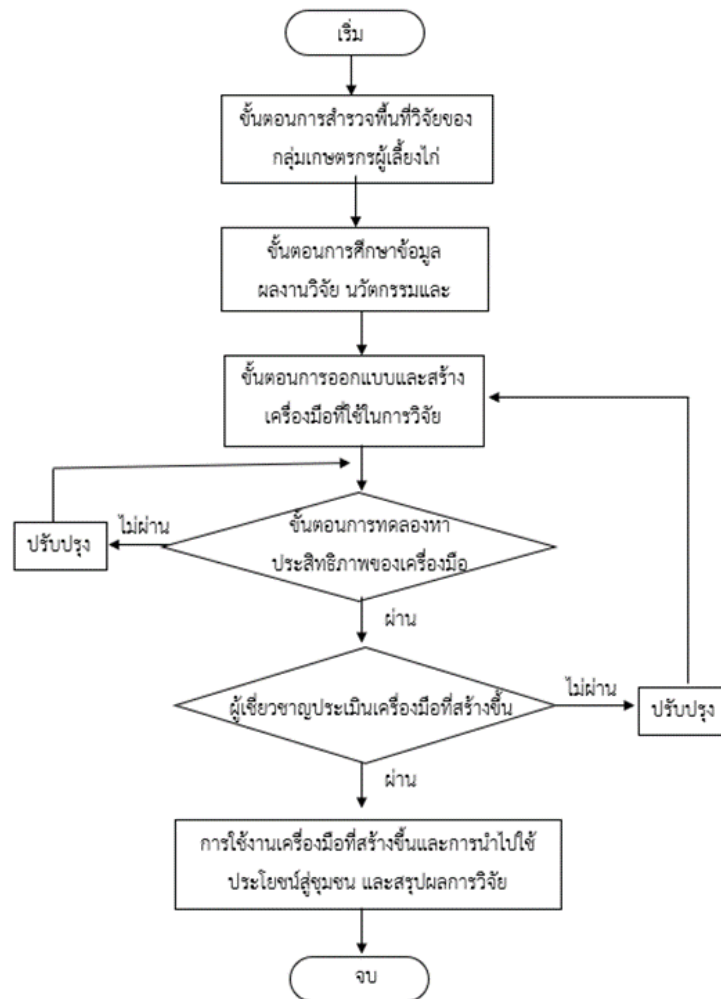 เริ่ม
ขั้นตอนการสำรวจพื้นที่วิจัยของ
กลุ่มเกษตรกรผู้เลี้ยงไก่
ขั้นตอนการศึกษาข้อมูล
ผลงานวิจัย นวัตกรรมและ
ขั้นตอนการออกแบบและสร้าง
เครื่องมือที่ใช้ในการวิจัย
ไม่ผ่าน
ปรับปรุง
ขั้นตอนการทดลองหา
ประสิทธิภาพของเครื่องมือ
ผ่าน
ผู้เชี่ยวชาญประเมินเครื่องมือที่สร้างขึ้น
ไม่ผ่าน
ปรับปรุง
ผ่าน
การใช้งานเครื่องมือที่สร้างขึ้นและการนำไปใช้
ประโยชน์สู่ชุมชน และสรุปผลการวิจัย
จบ